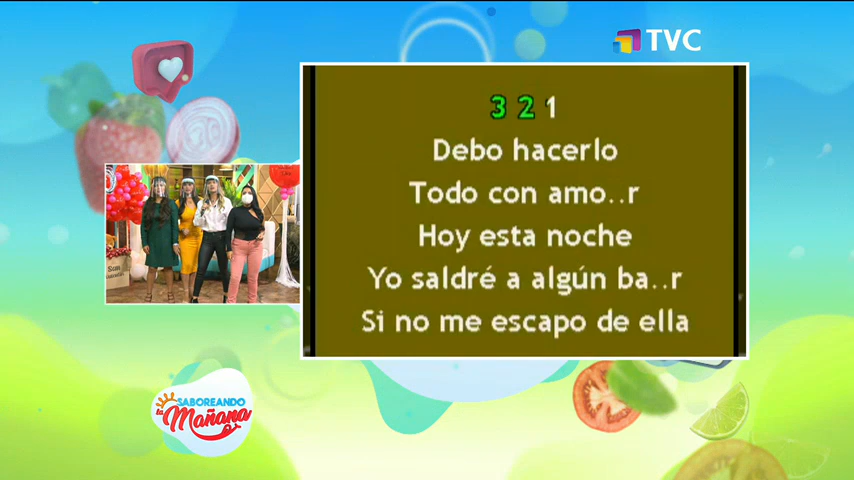 TVC
3 2 1
Debo hacerlo
Todo con amo..r
Hoy esta noche
Yo saldré a algún ba..r
Si no me escapo de ella
San
SABOREANDO
Mañana